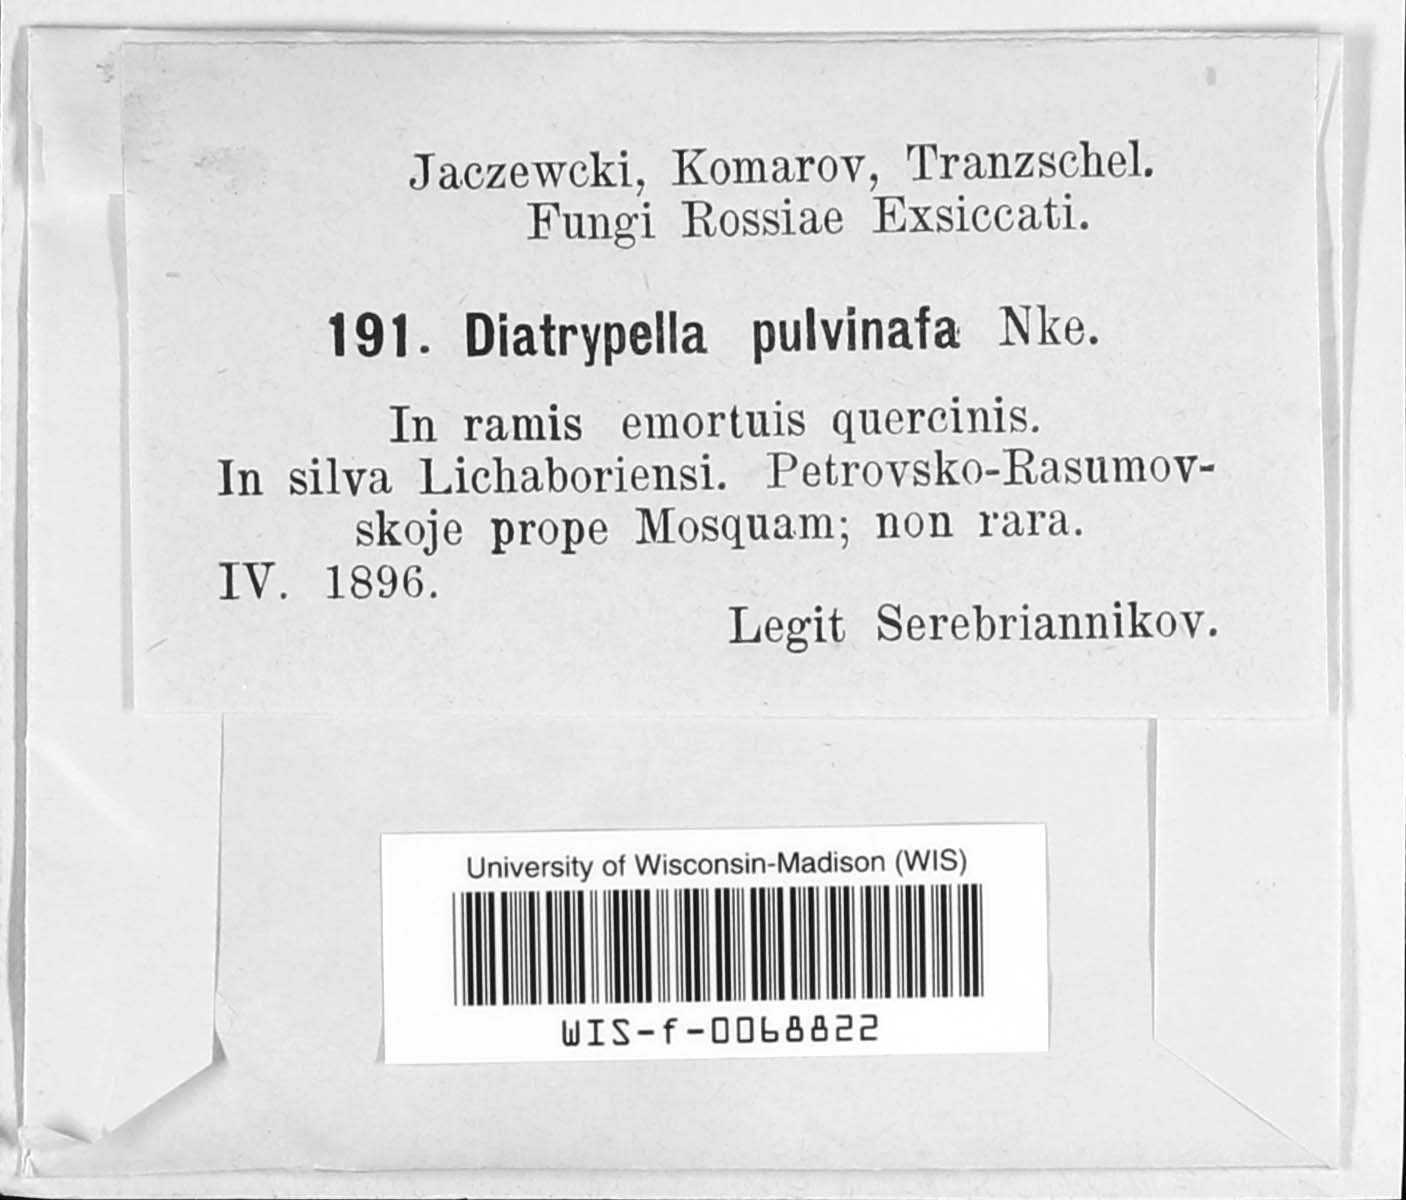 Jaczewcki, Komarov, Tranzschel.
Fungi Rossiae Exsiccati.
191. Diatrypella pulvinafa Nke.
In ramis emortuis quercinis.
In silva Lichaboriensi. Petrovsko-Rasumov-
skoje prope Mosquam; non rara.
IV. 1896.
Legit Serebriannikov.
University of Wisconsin-Madison (WIS)
WIS-f-0068822